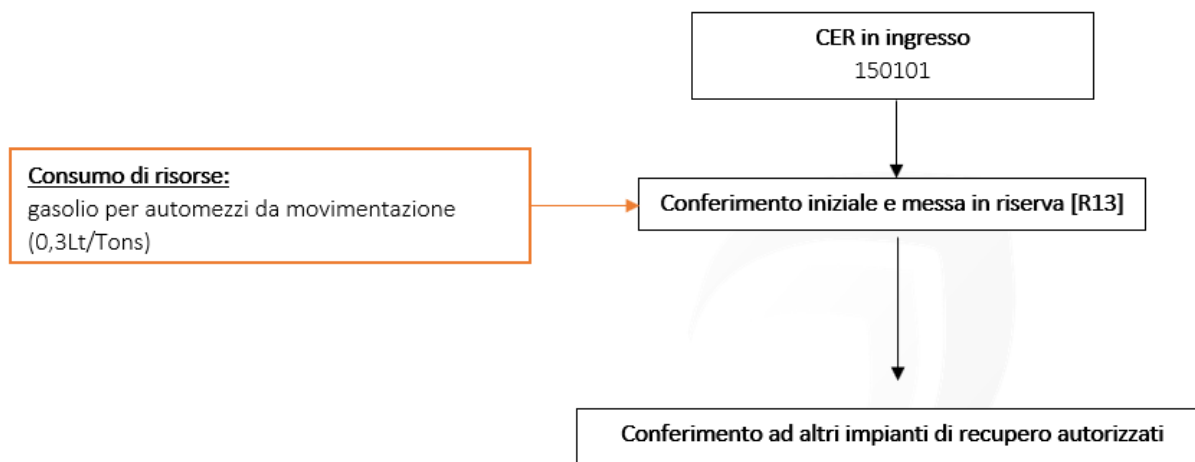 CER in ingresso
150101
Consumo di risorse:
gasolio per automezzi da movimentazione
(0,3Lt/Tons)
Conferimento iniziale e messa in riserva [R13]
Conferimento ad altri impianti di recupero autorizzati